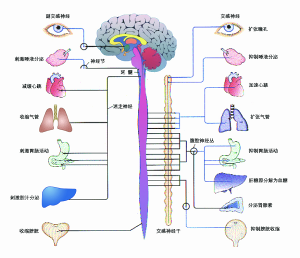 副交感神经
交感神经
扩张瞳孔
刺激唾液分泌
神经节
抑制唾液分泌
延髓
减缓心跳
加速心跳
迷走神经
收缩气管
扩张气管
腹腔神经丛
刺激胃肠活动
抑制胃肠活动
刺激胆汁分泌
肝糖原分解为血糖
分泌肾腺素
收缩膀胱
交感神经干
抑制膀胱收缩